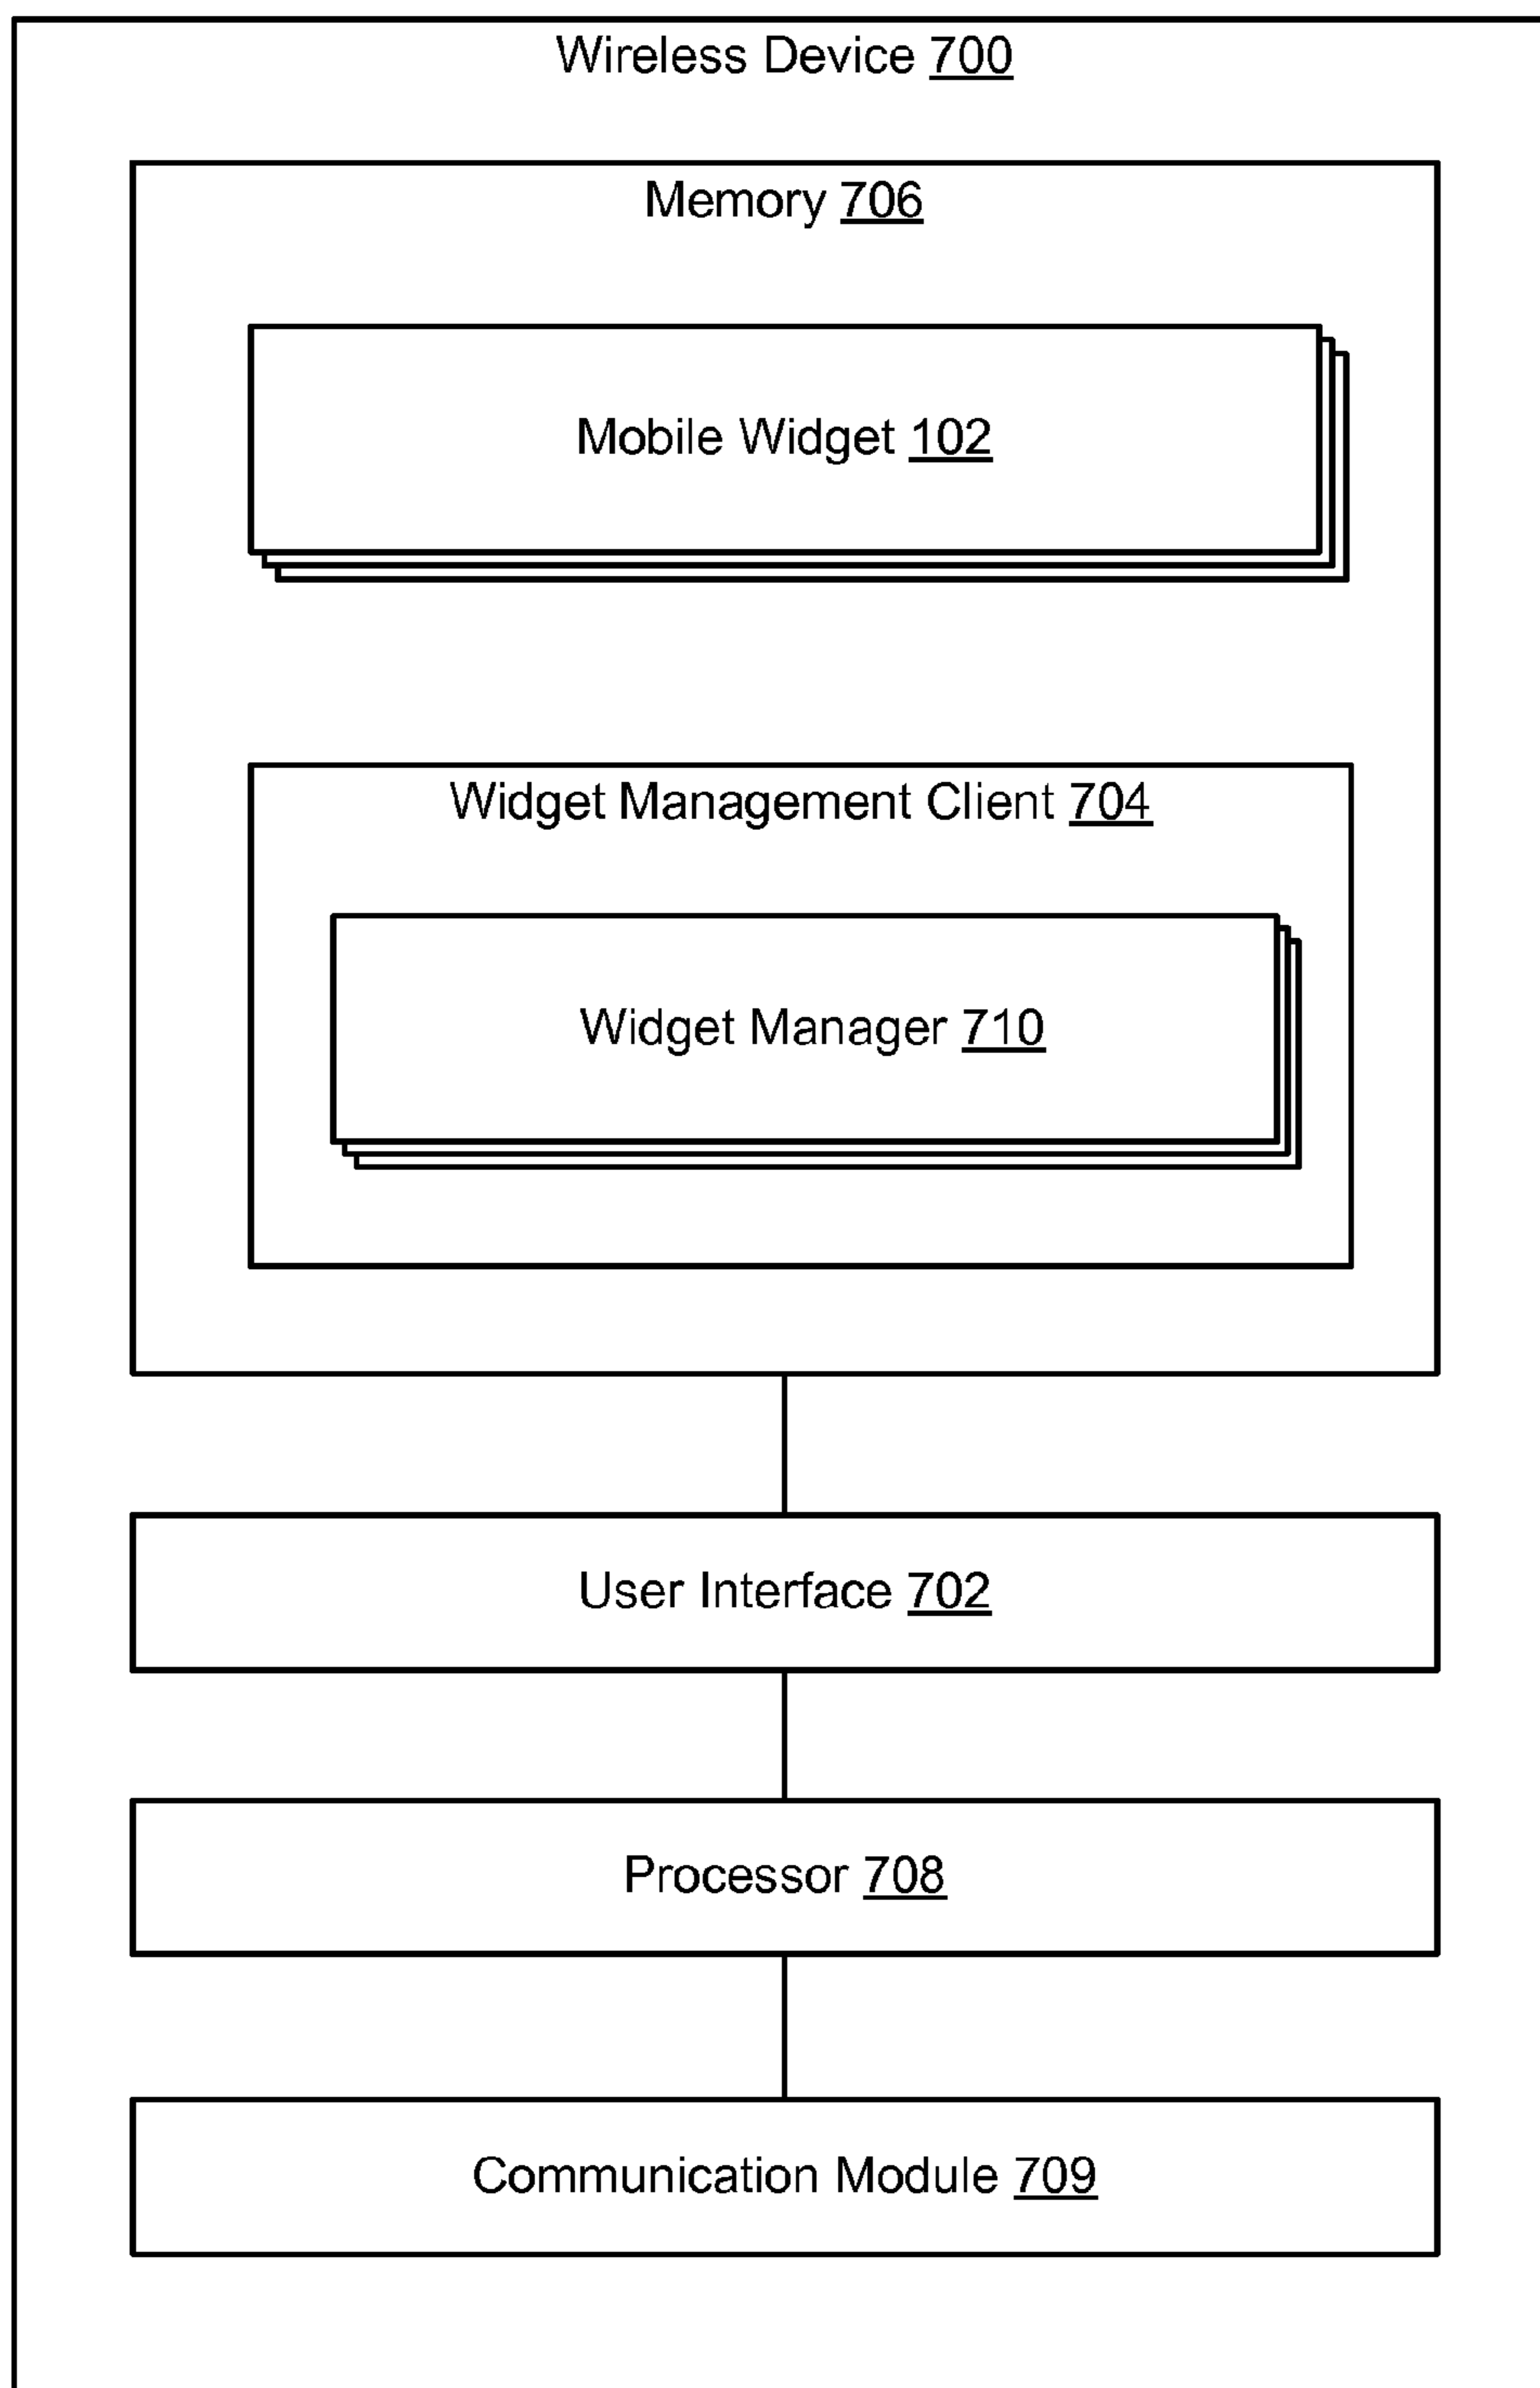 Wireless Device 700
Memory 706
Mobile Widget 102
Widget Management Client 704
Widget Manager 710
User Interface 702
Processor 708
Communication Module 709